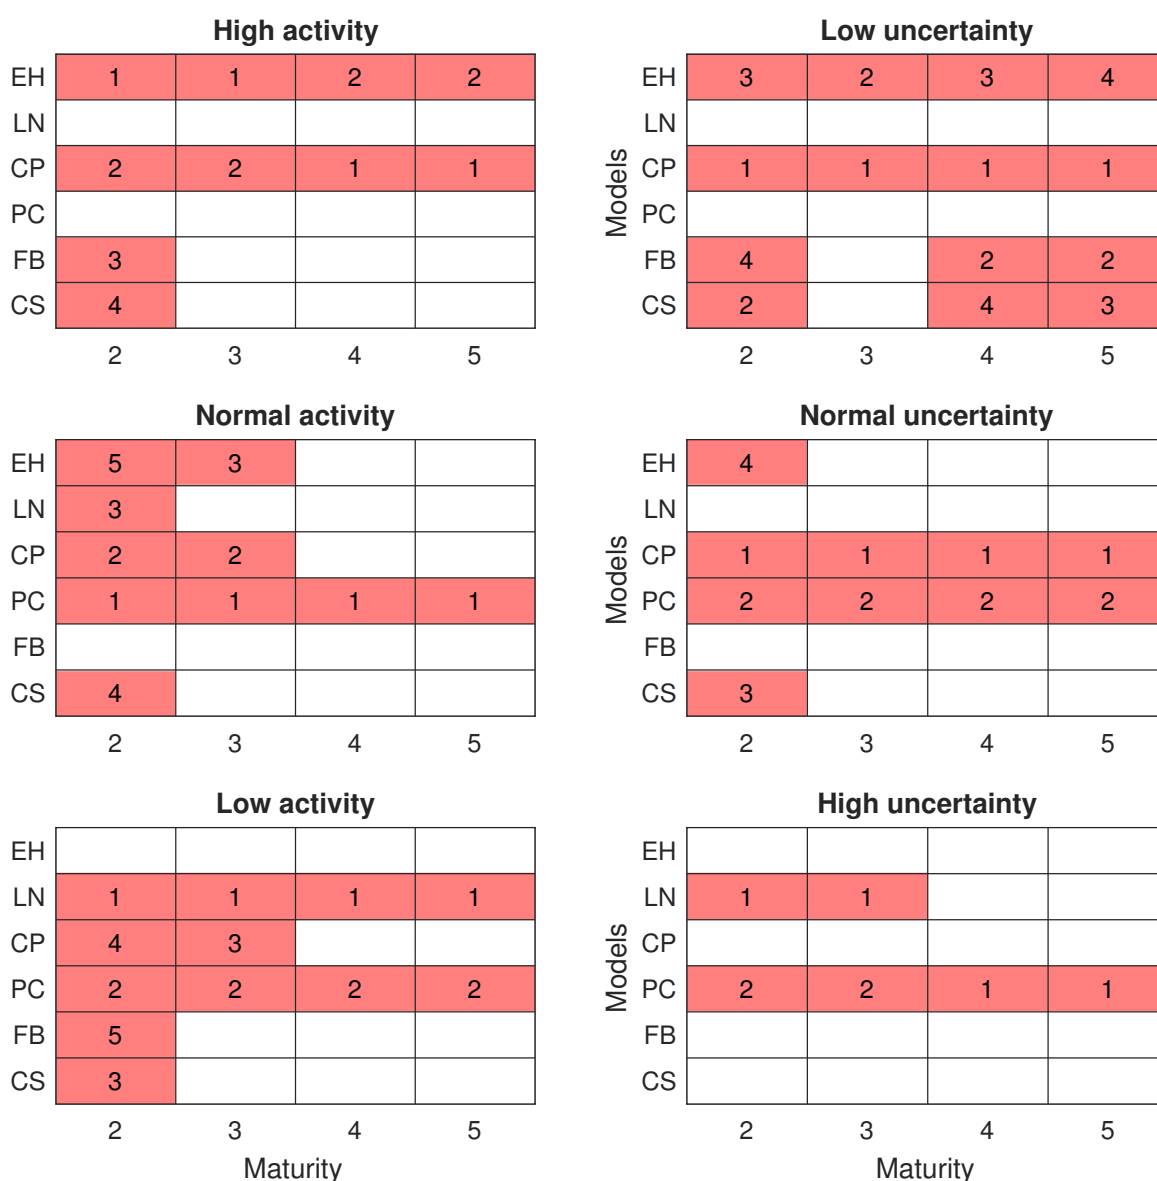 High activity
EH 1 1 2 2
LN
CP 2 2 1 1
PC
FB 3
CS 4
2 3 4 5
Low uncertainty
Models
EH 3 2 3 4
LN
CP 1 1 1 1
PC
FB 4 2 2
CS 2 4 3
2 3 4 5
Normal activity
EH 5 3
LN 3
CP 2 2
PC 1 1 1 1
FB
CS 4
2 3 4 5
Normal uncertainty
Models
EH 4
LN
CP 1 1 1 1
PC 2 2 2 2
FB
CS 3
2 3 4 5
Low activity
EH
LN 1 1 1 1
CP 4 3
PC 2 2 2 2
FB 5
CS 3
2 3 4 5
Maturity
High uncertainty
Models
EH
LN 1 1
CP
PC 2 2 1 1
FB
CS
2 3 4 5
Maturity